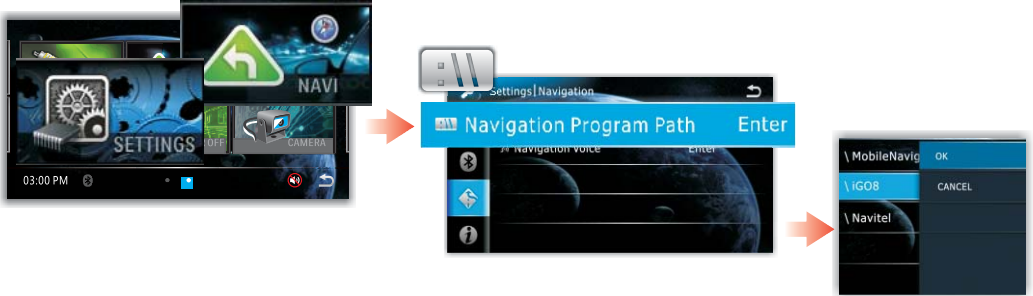 NAVI
SETTINGS
OFF
CAMERA
03:00 PM
Settings|Navigation
Navigation Program Path Enter
Navigation Voice Enter
\ MobileNavig OK
\ iGO8 CANCEL
\ Navitel